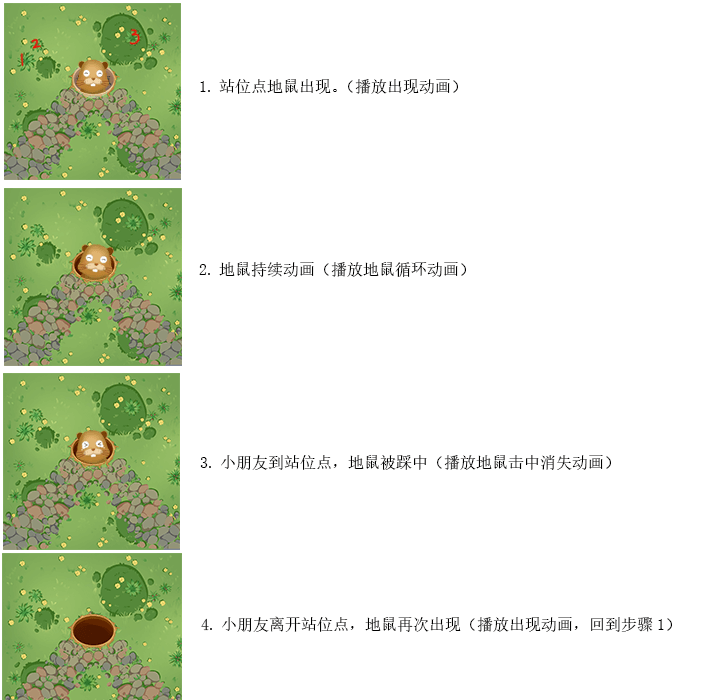 1
2
3
1. 站位点地鼠出现。（播放出现动画）
2. 地鼠持续动画（播放地鼠循环动画）
3. 小朋友到站位点，地鼠被踩中（播放地鼠击中消失动画）
4. 小朋友离开站位点，地鼠再次出现（播放出现动画，回到步骤 1）